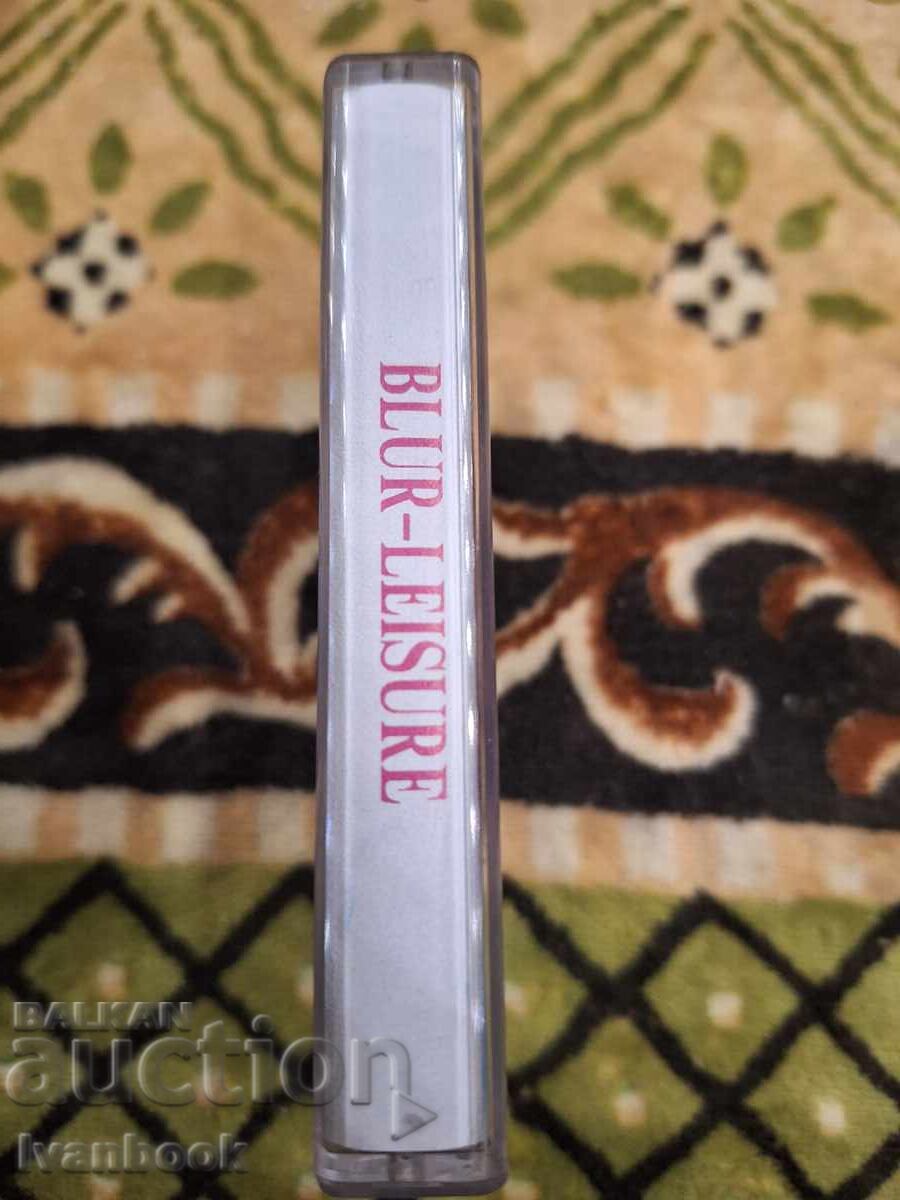 BLUR-LEISURE
BALKAN
auction
Ivanbook